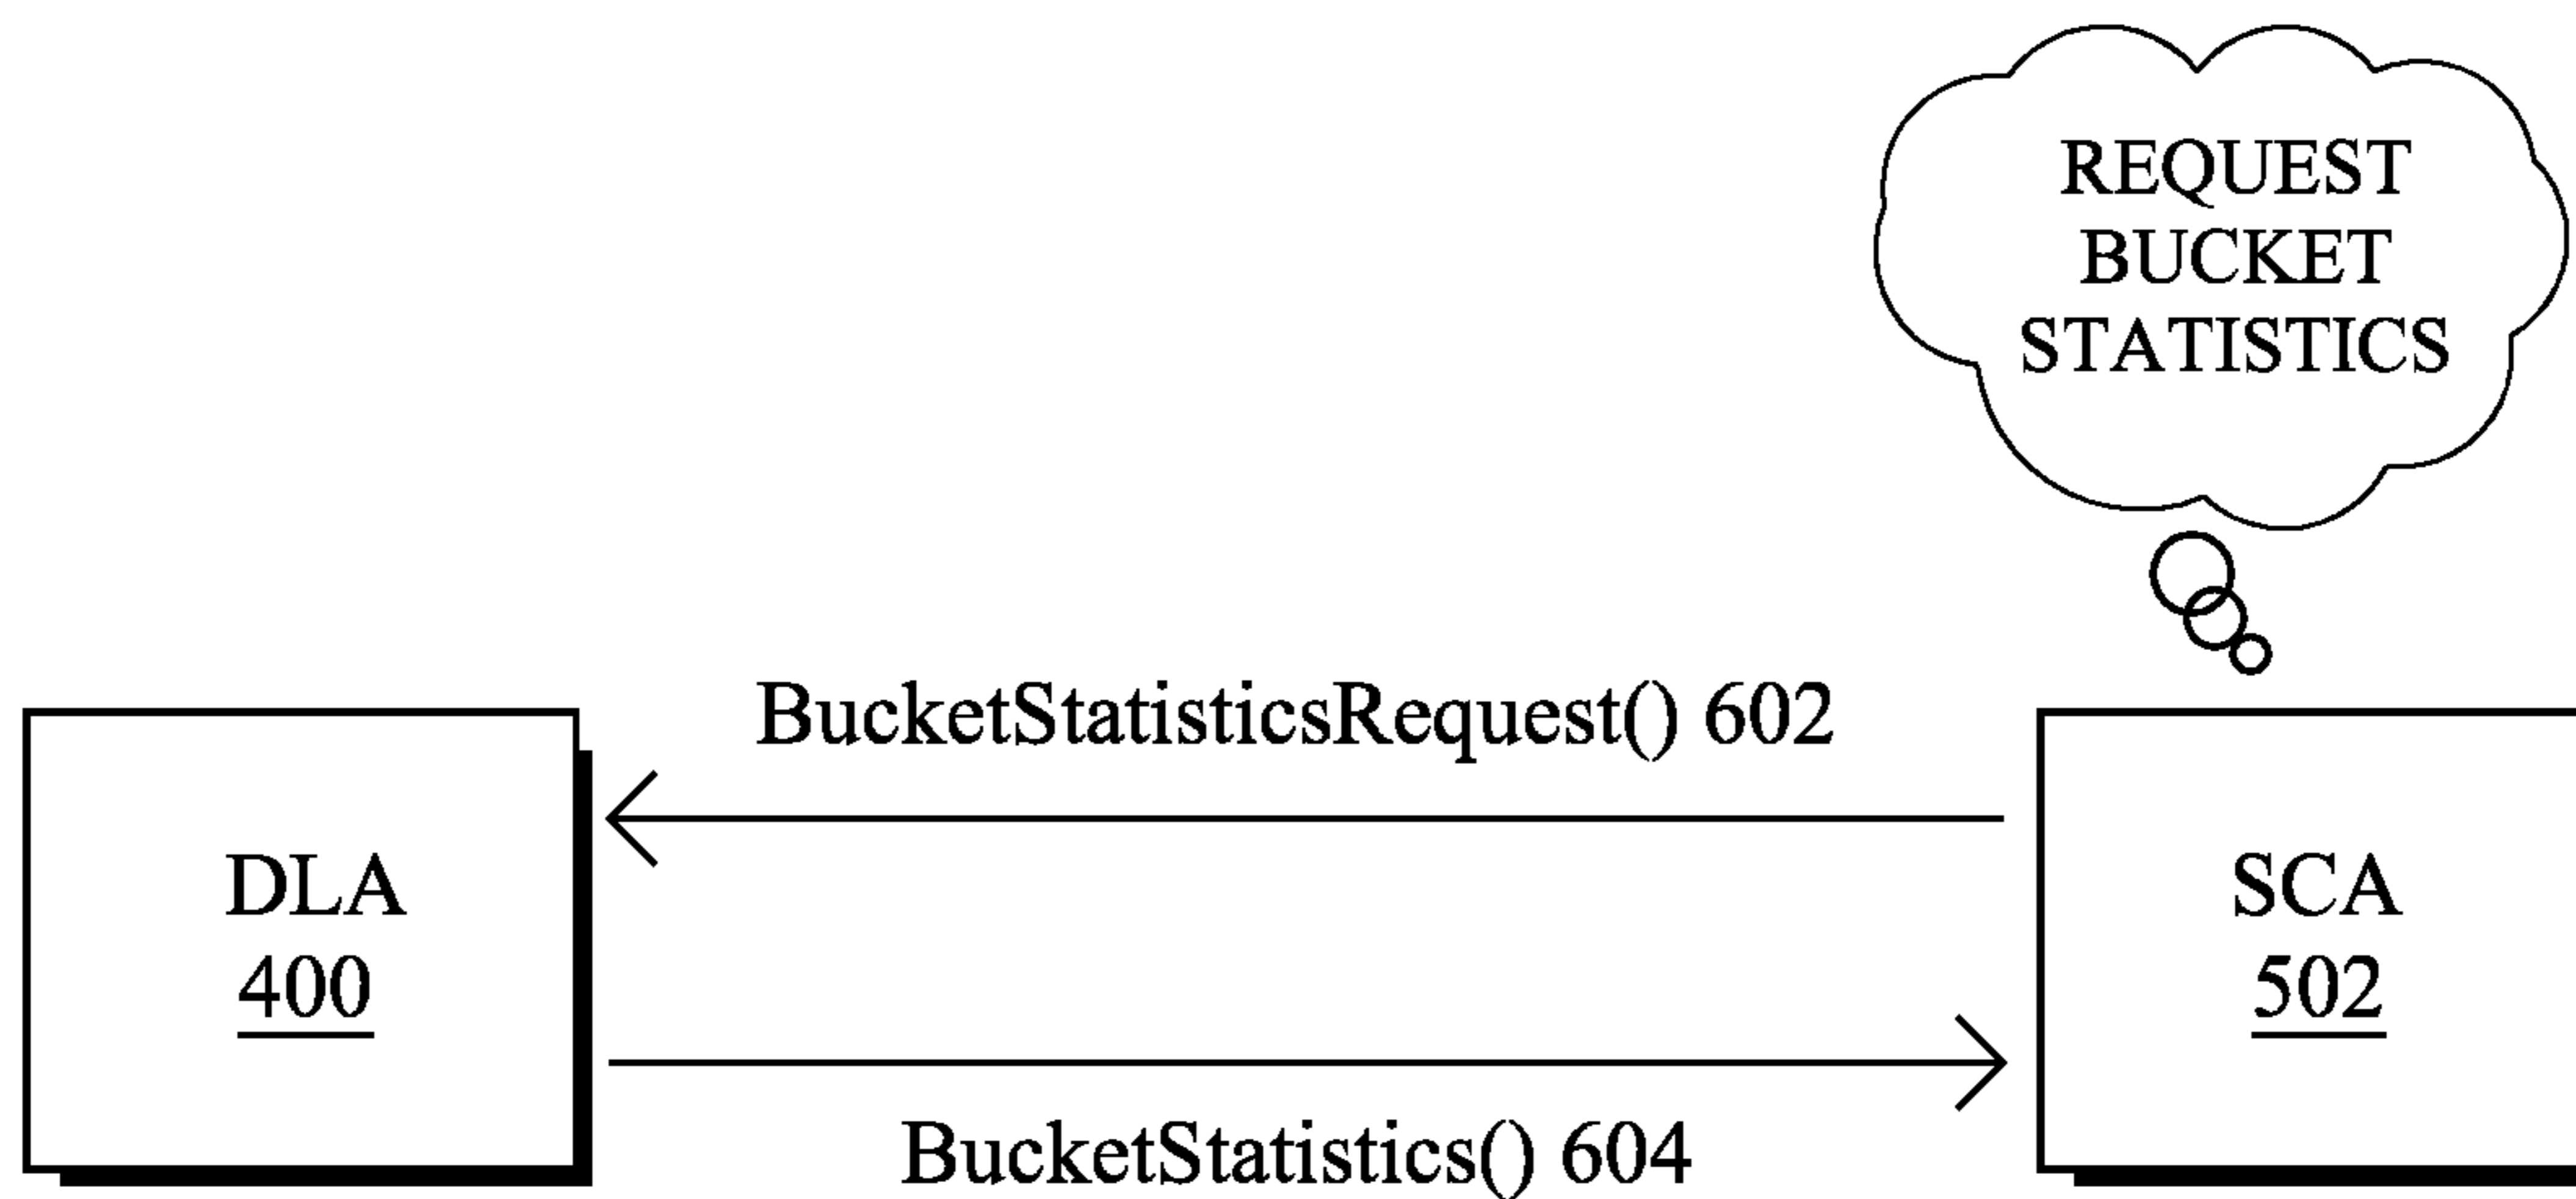 REQUEST
BUCKET
STATISTICS
BucketStatisticsRequest() 602
DLA
400
SCA
502
BucketStatistics() 604